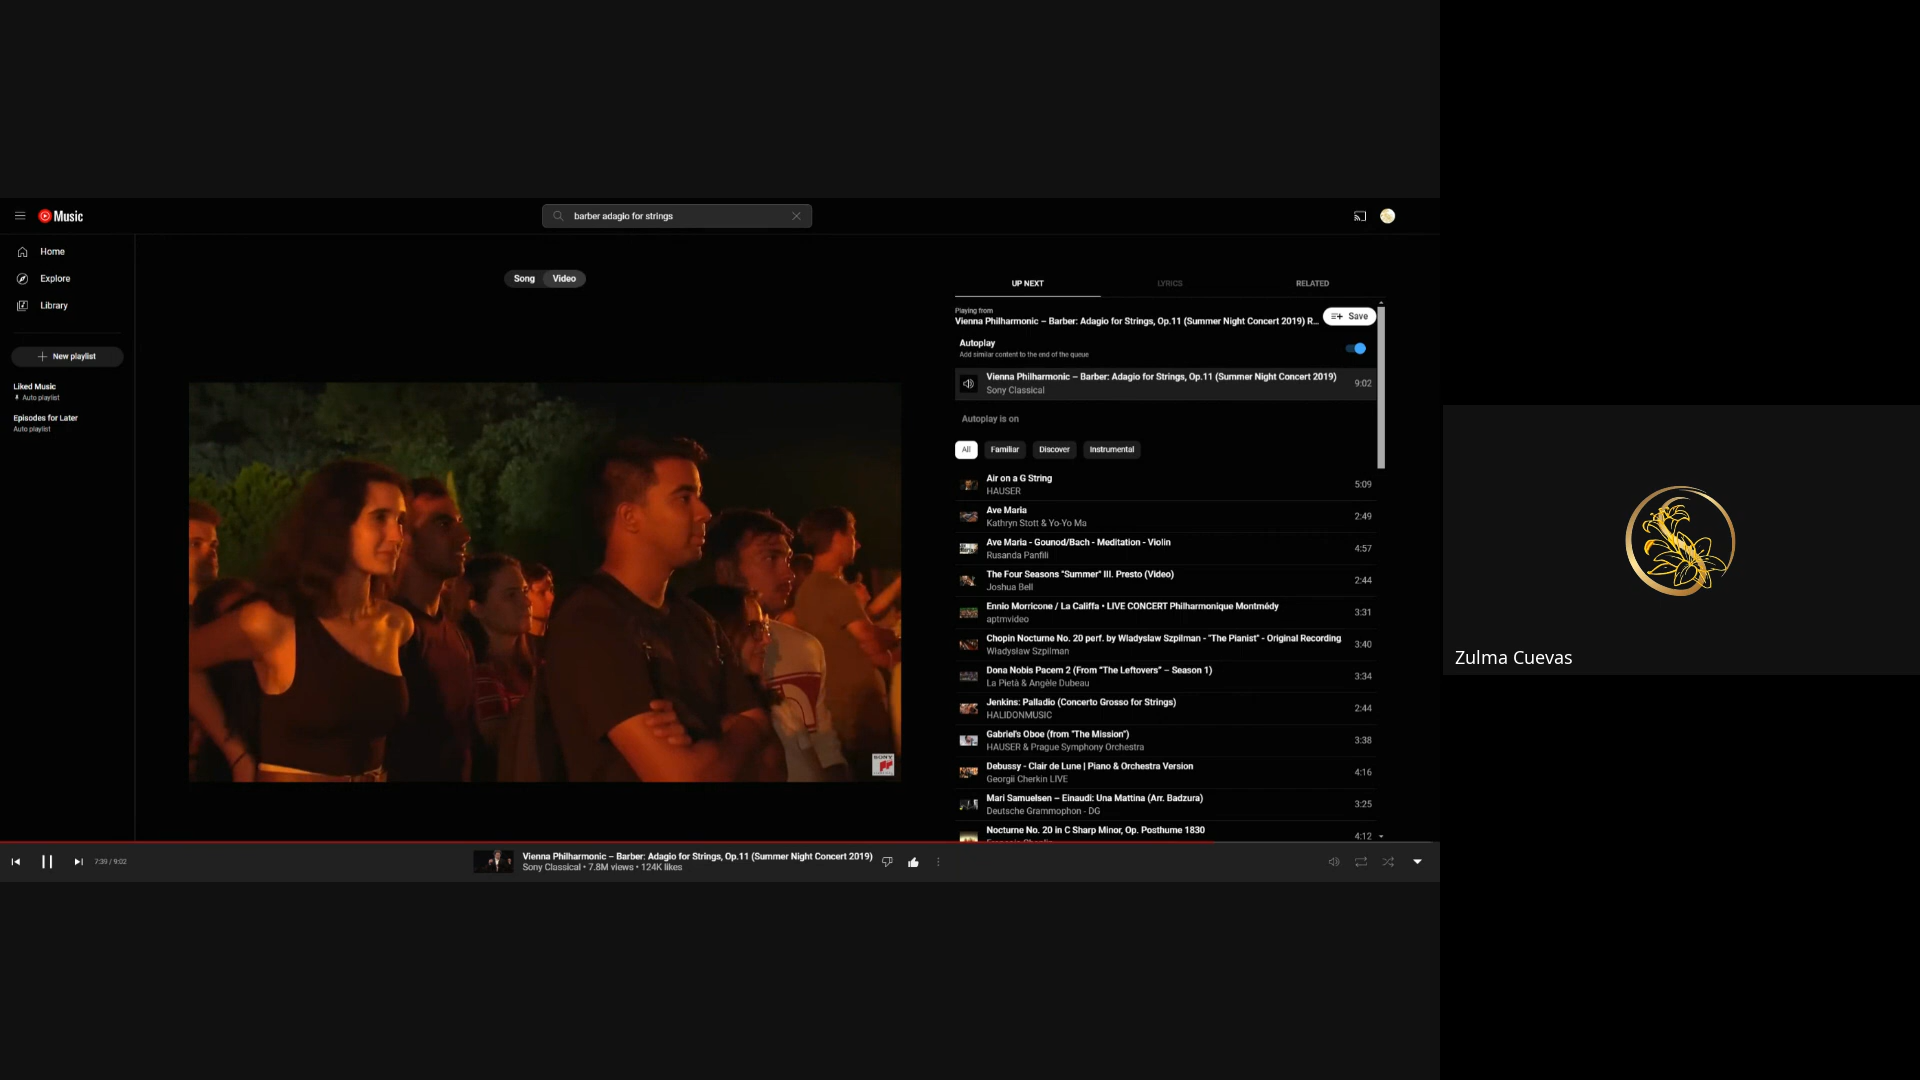 Music
barber adagio for strings
Home
Explore
Library
New playlist
Liked Music
Auto playlist
Episodes for Later
Auto playlist
Song
Video
UP NEXT
LYRICS
RELATED
Playing from
Vienna Philharmonic – Barber: Adagio for Strings, Op.11 (Summer Night Concert 2019) R...
Save
Autoplay
Add similar content to the end of the queue
Vienna Philharmonic – Barber: Adagio for Strings, Op.11 (Summer Night Concert 2019)
Sony Classical
9:02
Autoplay is on
All
Familiar
Discover
Instrumental
Air on a G String
HAUSER
5:09
Ave Maria
Kathryn Stott & Yo-Yo Ma
2:49
Ave Maria - Gounod/Bach - Meditation - Violin
Rusanda Panfili
4:57
The Four Seasons "Summer" III. Presto (Video)
Joshua Bell
2:44
Ennio Morricone / La Califfa • LIVE CONCERT Philharmonique Montmédy
aptmvideo
3:31
Chopin Nocturne No. 20 perf. by Wladyslaw Szpilman - "The Pianist" - Original Recording
Władysław Szpilman
3:40
Dona Nobis Pacem 2 (From “The Leftovers” – Season 1)
La Pietà & Angèle Dubeau
3:34
Jenkins: Palladio (Concerto Grosso for Strings)
HALIDONMUSIC
2:44
Gabriel's Oboe (from "The Mission")
HAUSER & Prague Symphony Orchestra
3:38
Debussy - Clair de Lune | Piano & Orchestra Version
Georgii Cherkin LIVE
4:16
Mari Samuelsen – Einaudi: Una Mattina (Arr. Badzura)
Deutsche Grammophon - DG
3:25
Nocturne No. 20 in C Sharp Minor, Op. Posthume 1830
4:12
SONY
7:39 / 9:02
Vienna Philharmonic – Barber: Adagio for Strings, Op.11 (Summer Night Concert 2019)
Sony Classical • 7.8M views • 124K likes
Zulma Cuevas